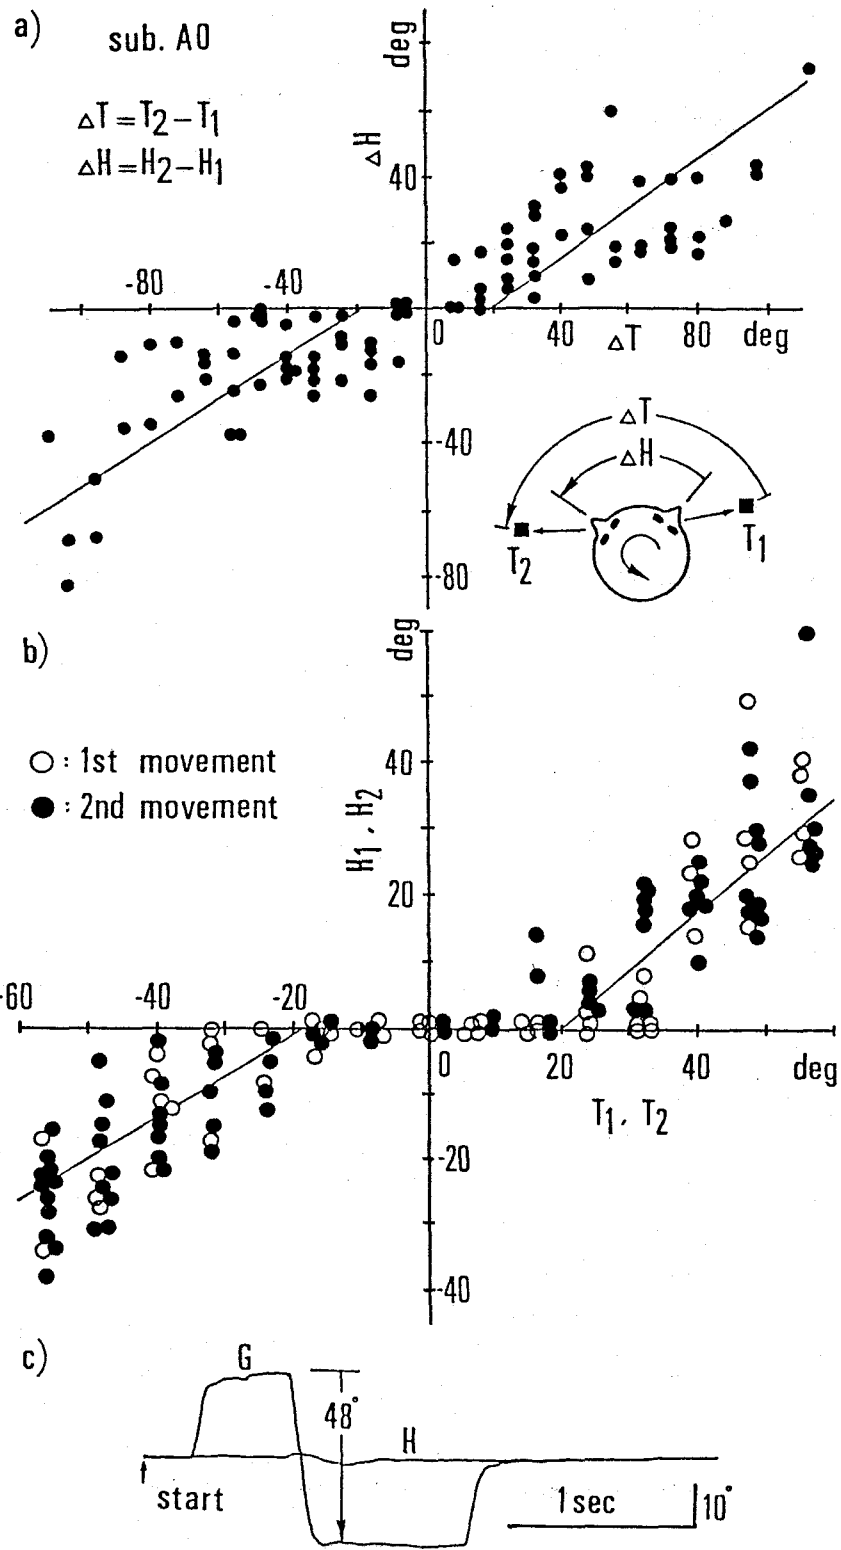 a)
sub. AO
ΔT=T2-T1
ΔH=H2-H1
deg
ΔH
40
-80 -40
0 40 ΔT 80 deg
-40
-80
ΔT
ΔH
T2
T1
b)
deg
○: 1st movement
●: 2nd movement
H1, H2
40
20
-60 -40 -20
0 20 40 deg
T1, T2
-20
-40
c)
G
48°
H
start
1 sec
10°